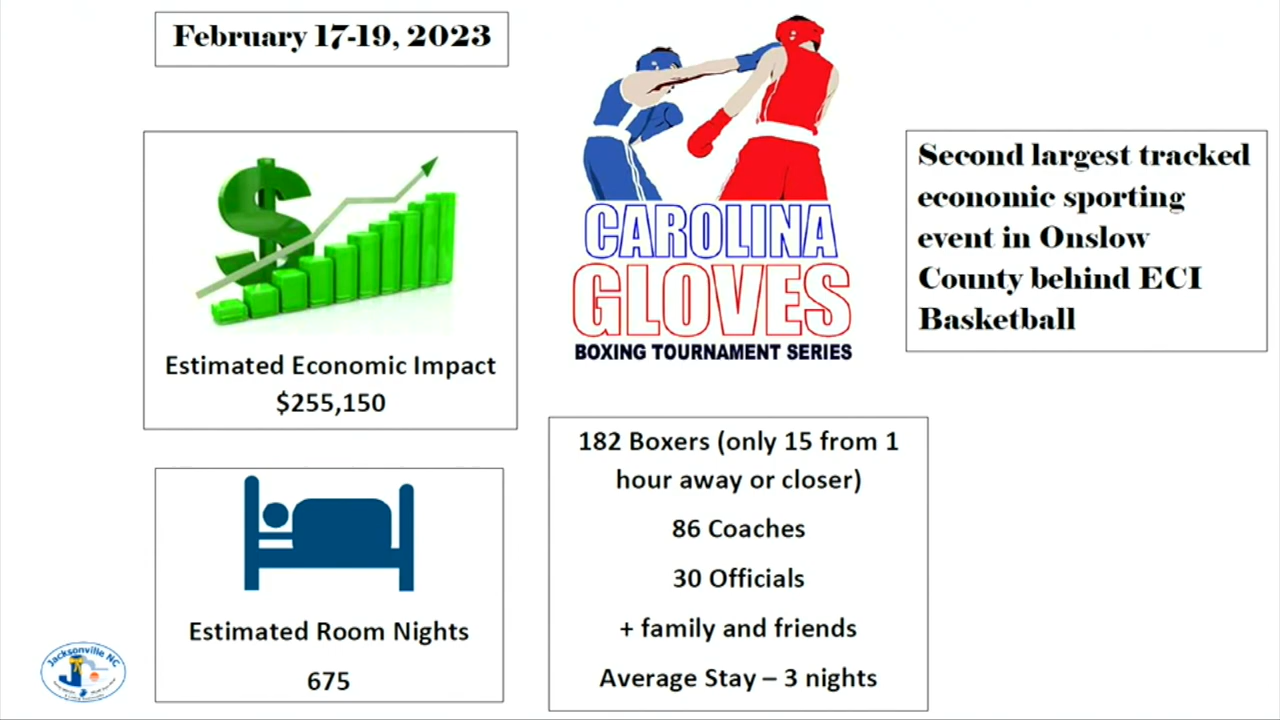 February 17-19, 2023
Estimated Economic Impact
$255,150
Estimated Room Nights
675
CAROLINA
GLOVES
BOXING TOURNAMENT SERIES
182 Boxers (only 15 from 1
hour away or closer)
86 Coaches
30 Officials
+ family and friends
Average Stay – 3 nights
Second largest tracked
economic sporting
event in Onslow
County behind ECI
Basketball
Jacksonville NC